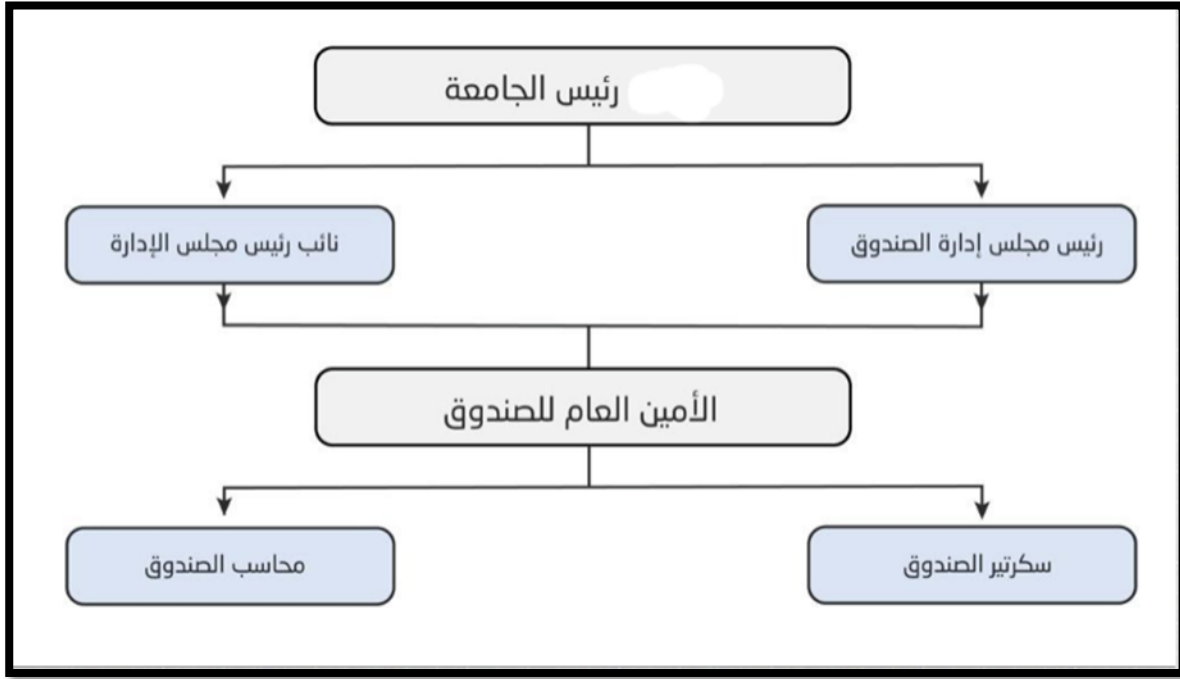 رئيس الجامعة
رئيس مجلس إدارة الصندوق
نائب رئيس مجلس الإدارة
الأمين العام للصندوق
سكرتير الصندوق
محاسب الصندوق